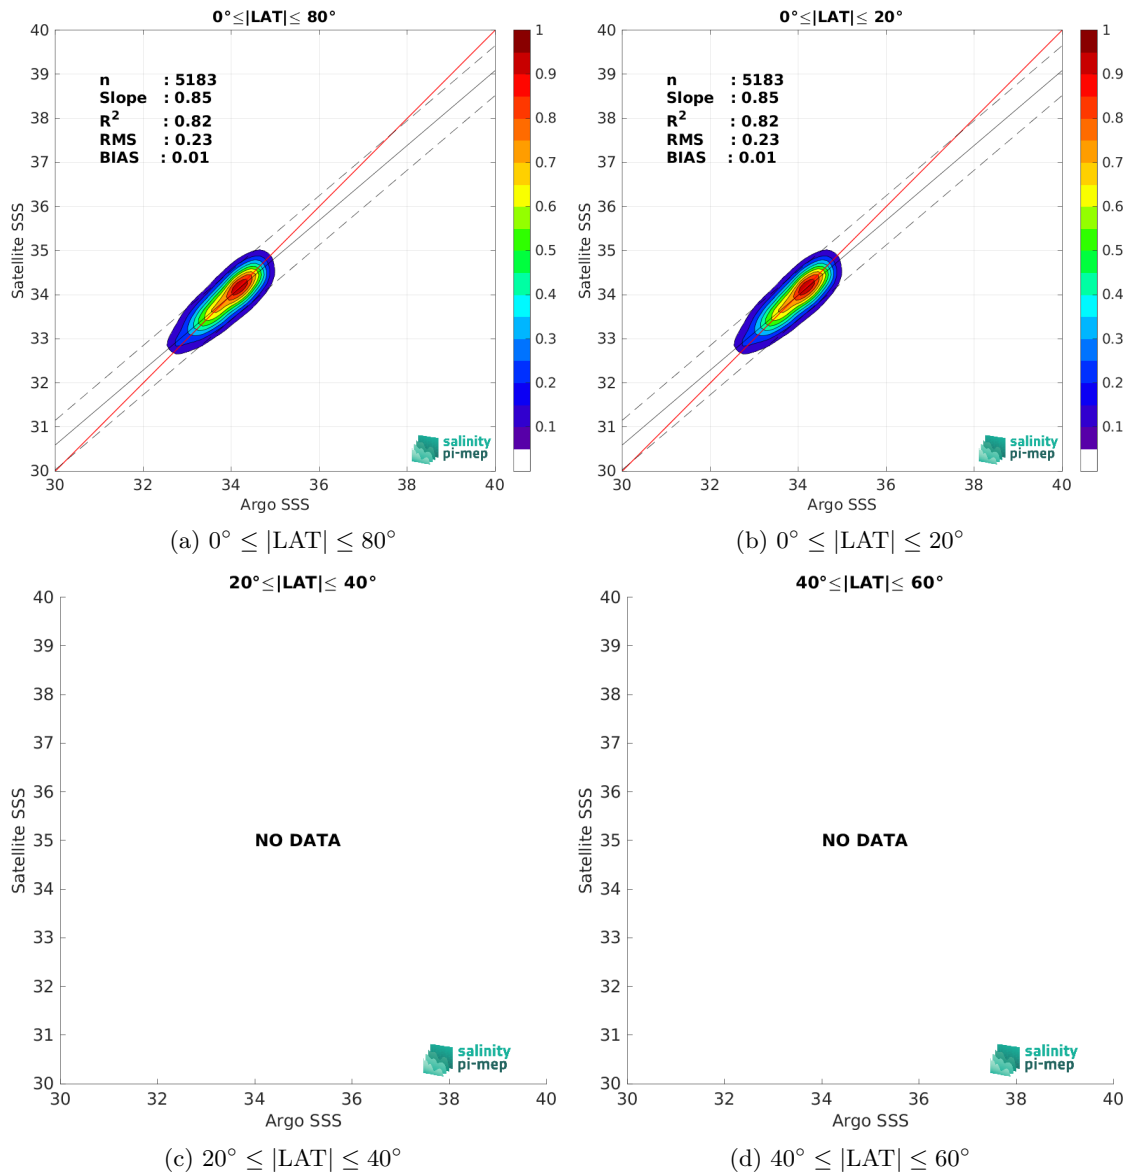 0°≤|LAT|≤ 80°
40
39
38
37
36
35
34
33
32
31
30
30 32 34 36 38 40
Satellite SSS
Argo SSS
n : 5183
Slope : 0.85
R² : 0.82
RMS : 0.23
BIAS : 0.01
1
0.9
0.8
0.7
0.6
0.5
0.4
0.3
0.2
0.1
salinity
pi-mep
(a) 0° ≤ |LAT| ≤ 80°
0°≤|LAT|≤ 20°
40
39
38
37
36
35
34
33
32
31
30
30 32 34 36 38 40
Satellite SSS
Argo SSS
n : 5183
Slope : 0.85
R² : 0.82
RMS : 0.23
BIAS : 0.01
1
0.9
0.8
0.7
0.6
0.5
0.4
0.3
0.2
0.1
salinity
pi-mep
(b) 0° ≤ |LAT| ≤ 20°
20°≤|LAT|≤ 40°
40
39
38
37
36
35
34
33
32
31
30
30 32 34 36 38 40
Satellite SSS
Argo SSS
NO DATA
salinity
pi-mep
(c) 20° ≤ |LAT| ≤ 40°
40°≤|LAT|≤ 60°
40
39
38
37
36
35
34
33
32
31
30
30 32 34 36 38 40
Satellite SSS
Argo SSS
NO DATA
salinity
pi-mep
(d) 40° ≤ |LAT| ≤ 60°